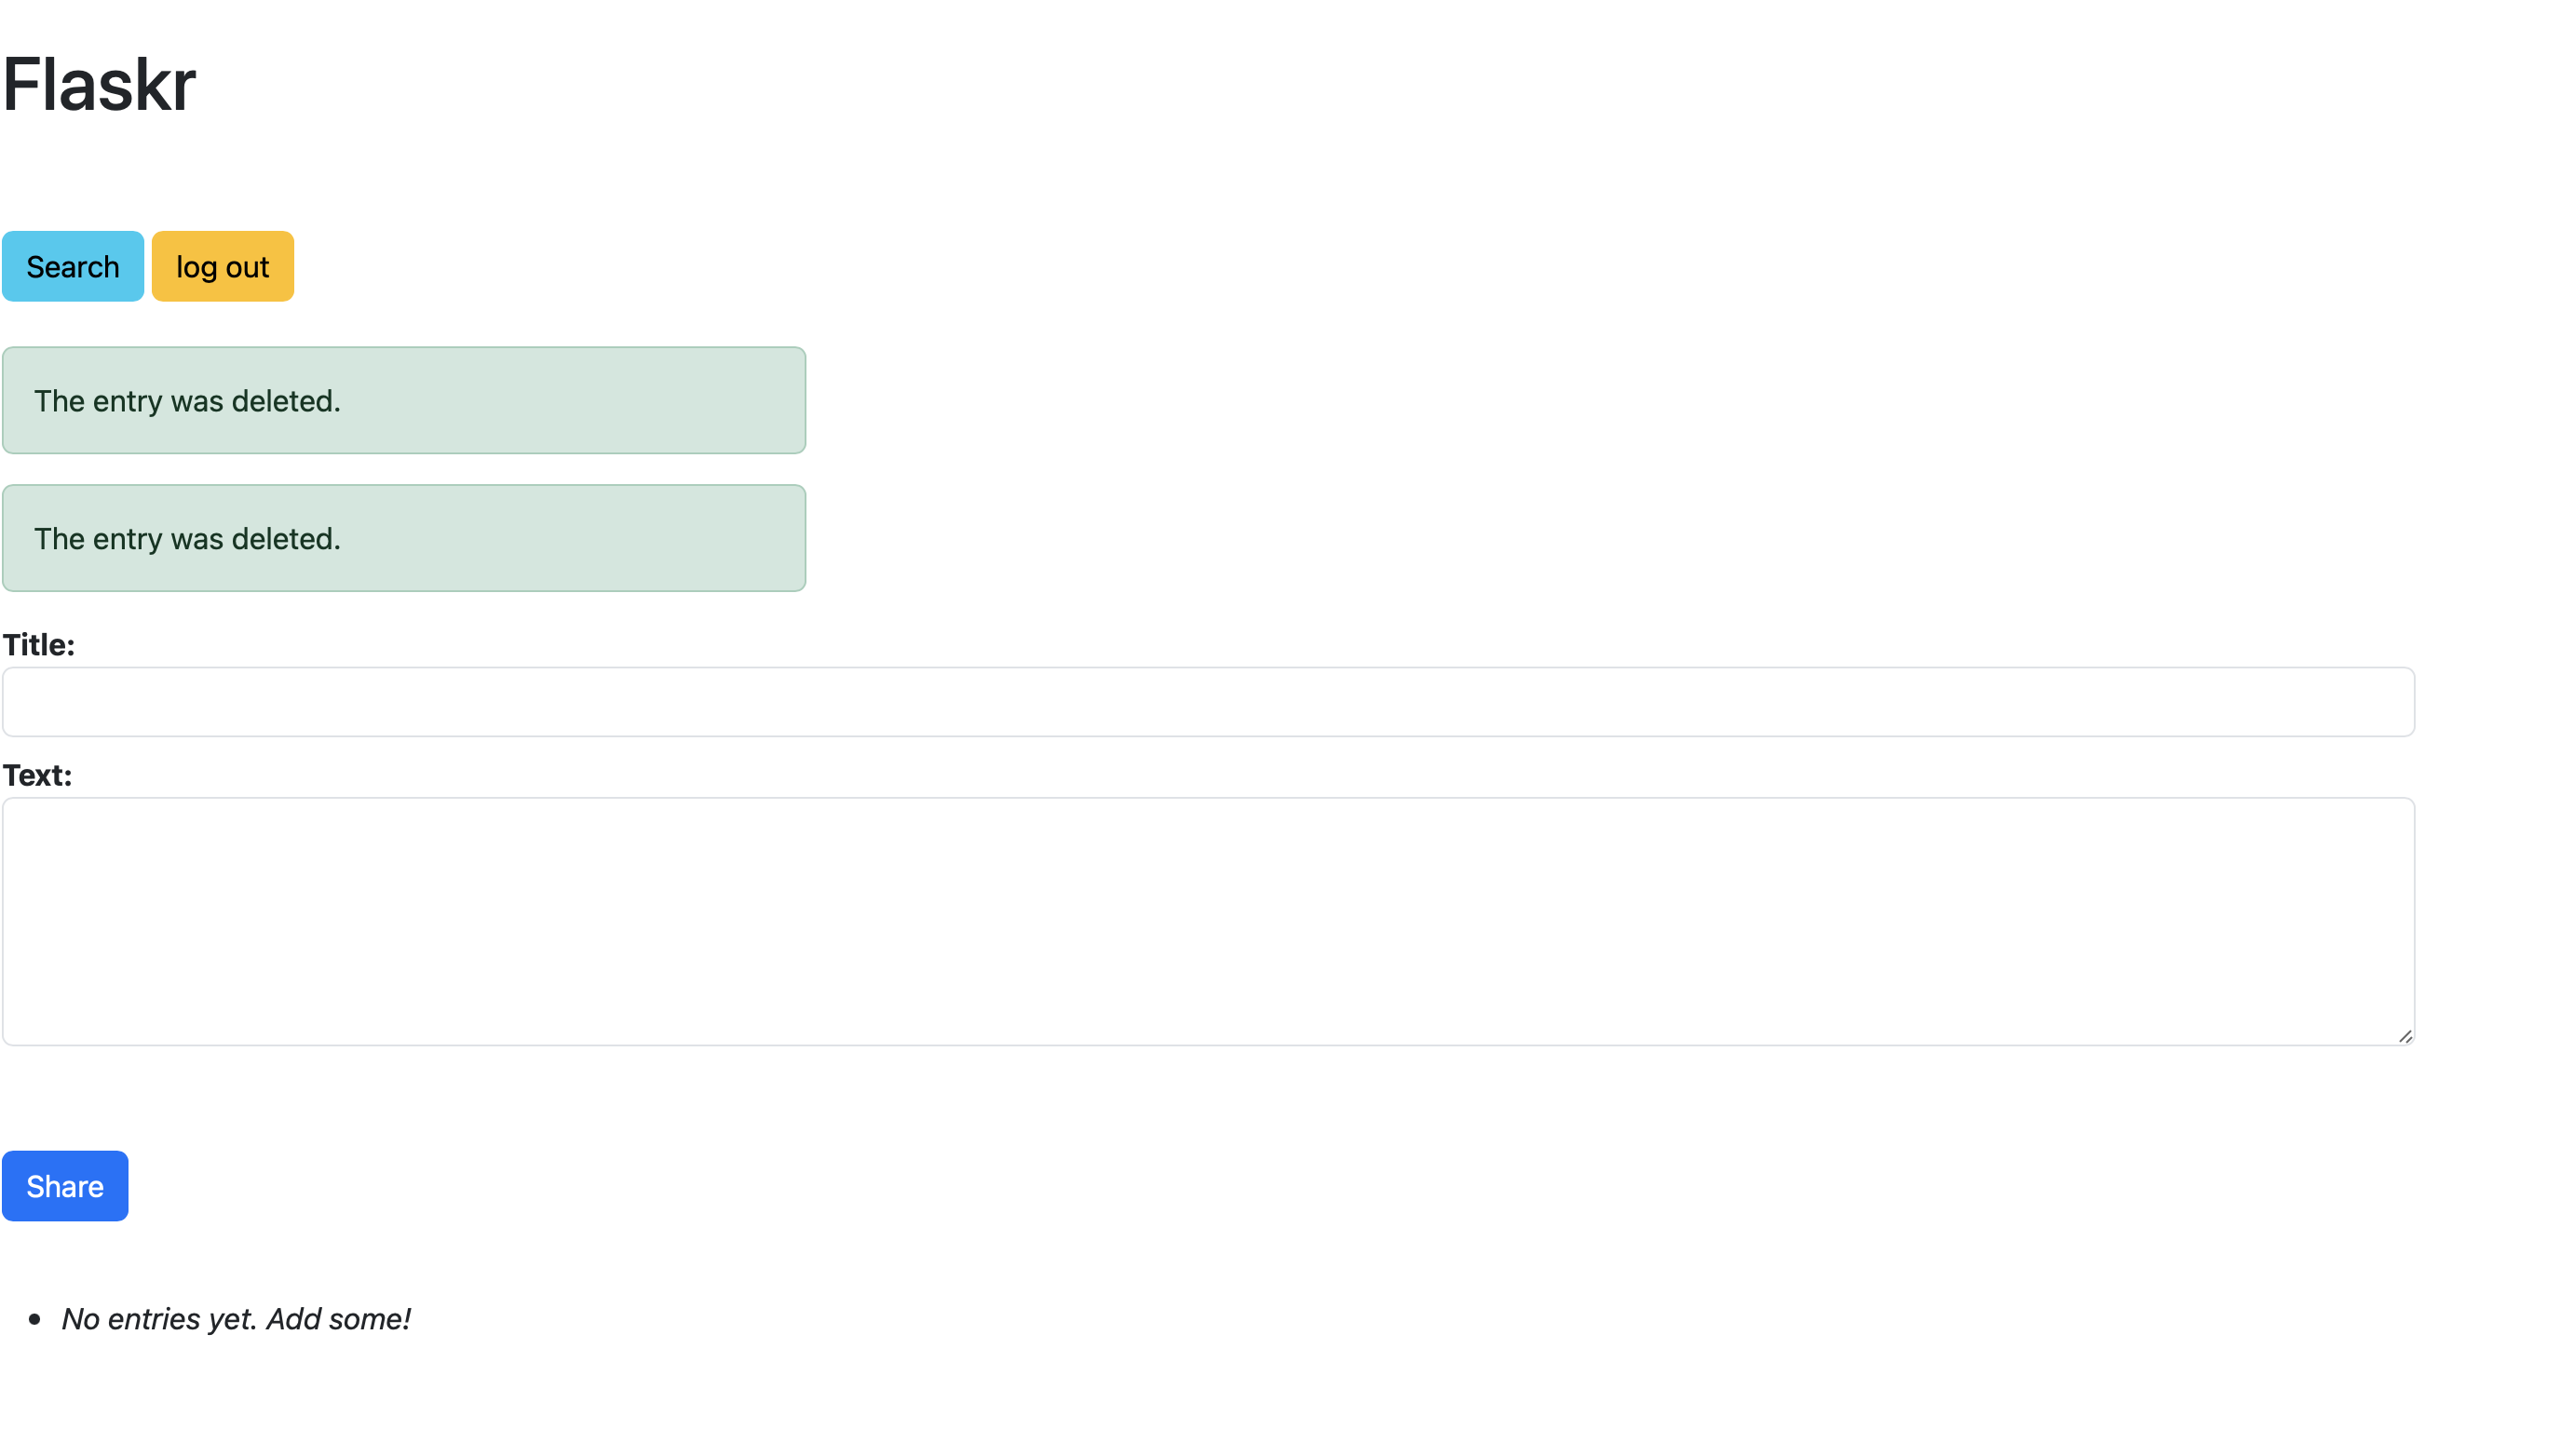 Flaskr
Search log out
The entry was deleted.
The entry was deleted.
Title:
Text:
Share
No entries yet. Add some!